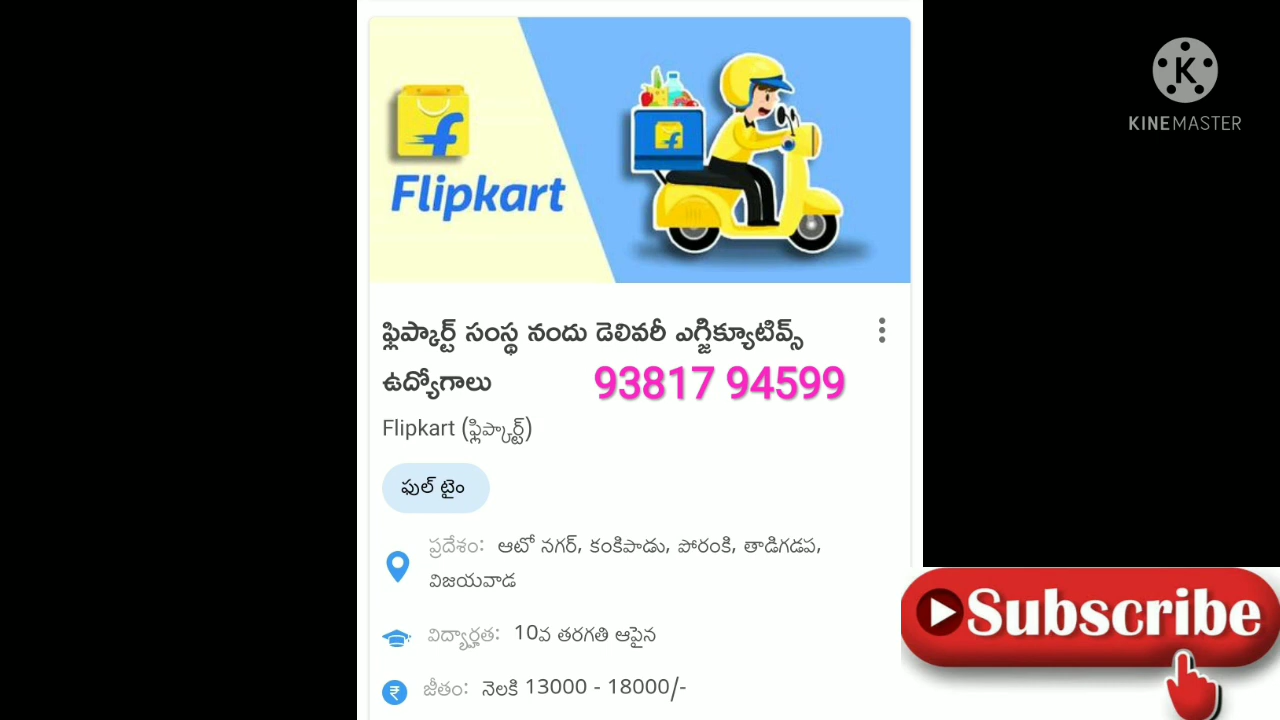 KINEMASTER
Flipkart
ఫ్లిప్కార్ట్ సంస్థ నందు డెలివరీ ఎగ్జిక్యూటివ్స్
ఉద్యోగాలు
93817 94599
Flipkart (ఫ్లిప్కార్ట్)
ఫుల్ టైం
ప్రదేశం: ఆటో నగర్, కంకిపాడు, పోరంకి, తాడిగడప,
విజయవాడ
విద్యార్హత: 10వ తరగతి ఆపైన
జీతం: నెలకి 13000 - 18000/-
Subscribe